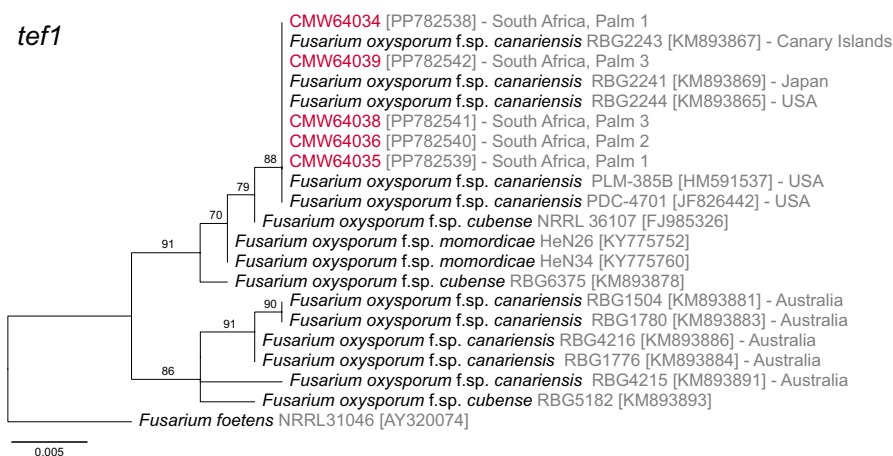 tef1
CMW64034 [PP782538] - South Africa, Palm 1
Fusarium oxysporum f.sp. canariensis RBG2243 [KM893867] - Canary Islands
CMW64039 [PP782542] - South Africa, Palm 3
Fusarium oxysporum f.sp. canariensis RBG2241 [KM893869] - Japan
Fusarium oxysporum f.sp. canariensis RBG2244 [KM893865] - USA
CMW64038 [PP782541] - South Africa, Palm 3
CMW64036 [PP782540] - South Africa, Palm 2
CMW64035 [PP782539] - South Africa, Palm 1
88
Fusarium oxysporum f.sp. canariensis PLM-385B [HM591537] - USA
79
Fusarium oxysporum f.sp. canariensis PDC-4701 [JF826442] - USA
70
Fusarium oxysporum f.sp. cubense NRRL 36107 [FJ985326]
Fusarium oxysporum f.sp. momordicae HeN26 [KY775752]
91
Fusarium oxysporum f.sp. momordicae HeN34 [KY775760]
Fusarium oxysporum f.sp. cubense RBG6375 [KM893878]
90
Fusarium oxysporum f.sp. canariensis RBG1504 [KM893881] - Australia
Fusarium oxysporum f.sp. canariensis RBG1780 [KM893883] - Australia
91
Fusarium oxysporum f.sp. canariensis RBG4216 [KM893886] - Australia
Fusarium oxysporum f.sp. canariensis RBG1776 [KM893884] - Australia
86
Fusarium oxysporum f.sp. canariensis RBG4215 [KM893891] - Australia
Fusarium oxysporum f.sp. cubense RBG5182 [KM893893]
Fusarium foetens NRRL31046 [AY320074]
0.005